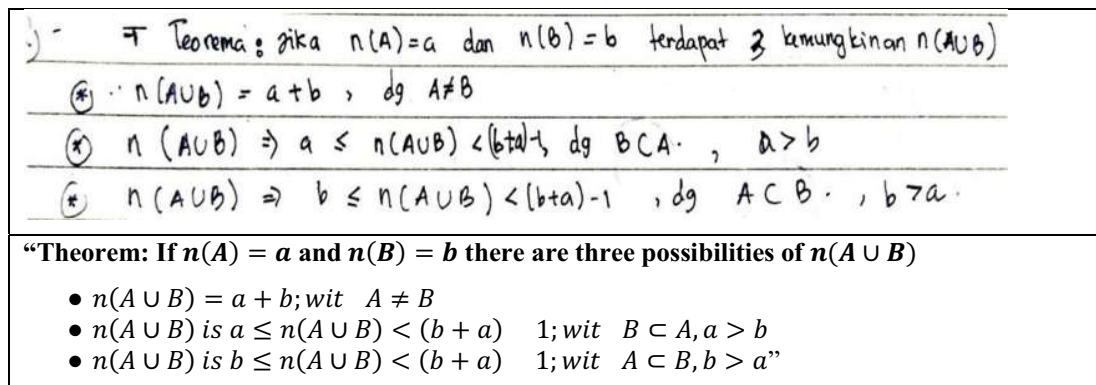 ·) - ∓ Teorema : jika n(A)=a dan n(B)=b terdapat 3 kemungkinan n(A∪B)
(*) ·· n(A∪B) = a+b , dg A≠B
(*) n (A∪B) ⇒ a ≤ n(A∪B) <(b+a)-1, dg B⊂A. , a>b
(*) n(A∪B) ⇒ b ≤ n(A∪B) <(b+a)-1 , dg A⊂B. , b>a.
“Theorem: If n(A) = a and n(B) = b there are three possibilities of n(A ∪ B)
● n(A ∪ B) = a + b; wit A ≠ B
● n(A ∪ B) is a ≤ n(A ∪ B) < (b + a) 1; wit B ⊂ A, a > b
● n(A ∪ B) is b ≤ n(A ∪ B) < (b + a) 1; wit A ⊂ B, b > a”